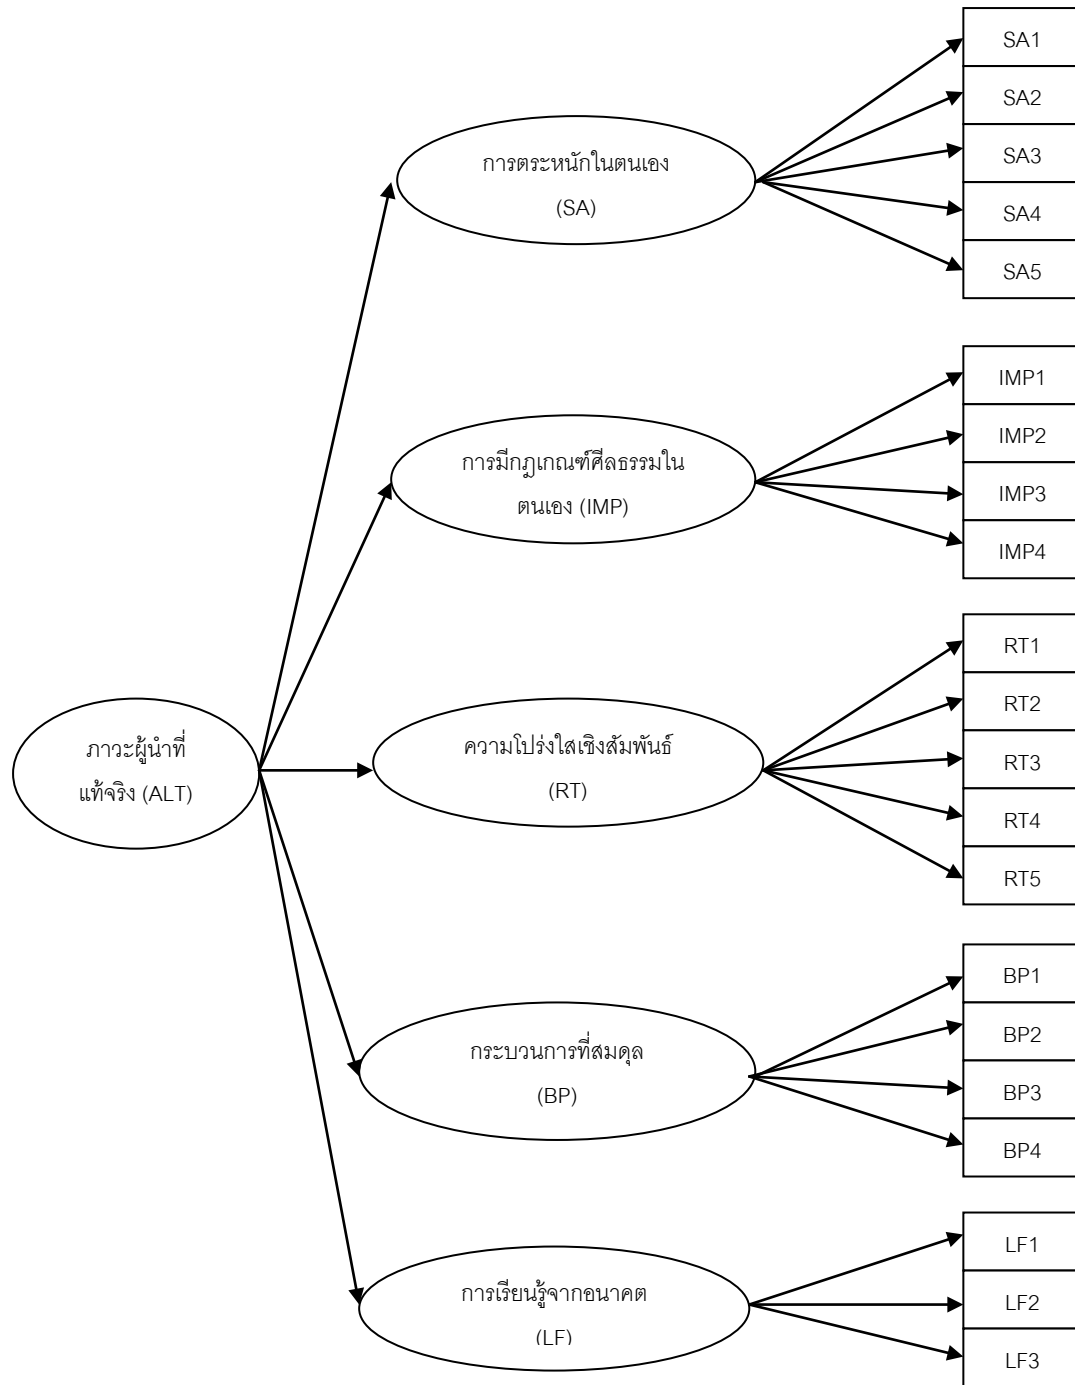 SA1
SA2
SA3
SA4
SA5
การตระหนักในตนเอง
(SA)
IMP1
IMP2
IMP3
IMP4
การมีกฎเกณฑ์ศีลธรรมใน
ตนเอง (IMP)
RT1
RT2
RT3
RT4
RT5
ความโปร่งใสเชิงสัมพันธ์
(RT)
ภาวะผู้นำที่
แท้จริง (ALT)
BP1
BP2
BP3
BP4
กระบวนการที่สมดุล
(BP)
LF1
LF2
LF3
การเรียนรู้จากอนาคต
(LF)